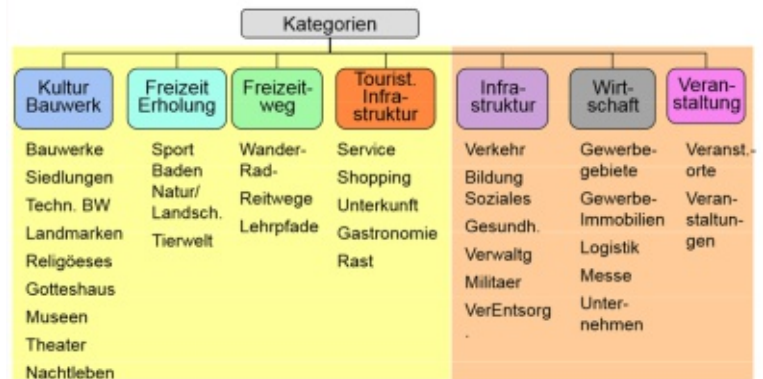 Kategorien
Kultur
Bauwerk
Bauwerke
Siedlungen
Techn. BW
Landmarken
Religöeses
Gotteshaus
Museen
Theater
Nachtleben
Freizeit
Erholung
Sport
Baden
Natur/
Landsch.
Tierwelt
Freizeit-
weg
Wander-
Rad-
Reitwege
Lehrpfade
Tourist.
Infra-
struktur
Service
Shopping
Unterkunft
Gastronomie
Rast
Infra-
struktur
Verkehr
Bildung
Soziales
Gesundh.
Verwaltg
Militaer
VerEntsorg
.
Wirt-
schaft
Gewerbe-
gebiete
Gewerbe-
Immobilien
Logistik
Messe
Unter-
nehmen
Veran-
staltung
Veranst.-
orte
Veran-
staltun-
gen